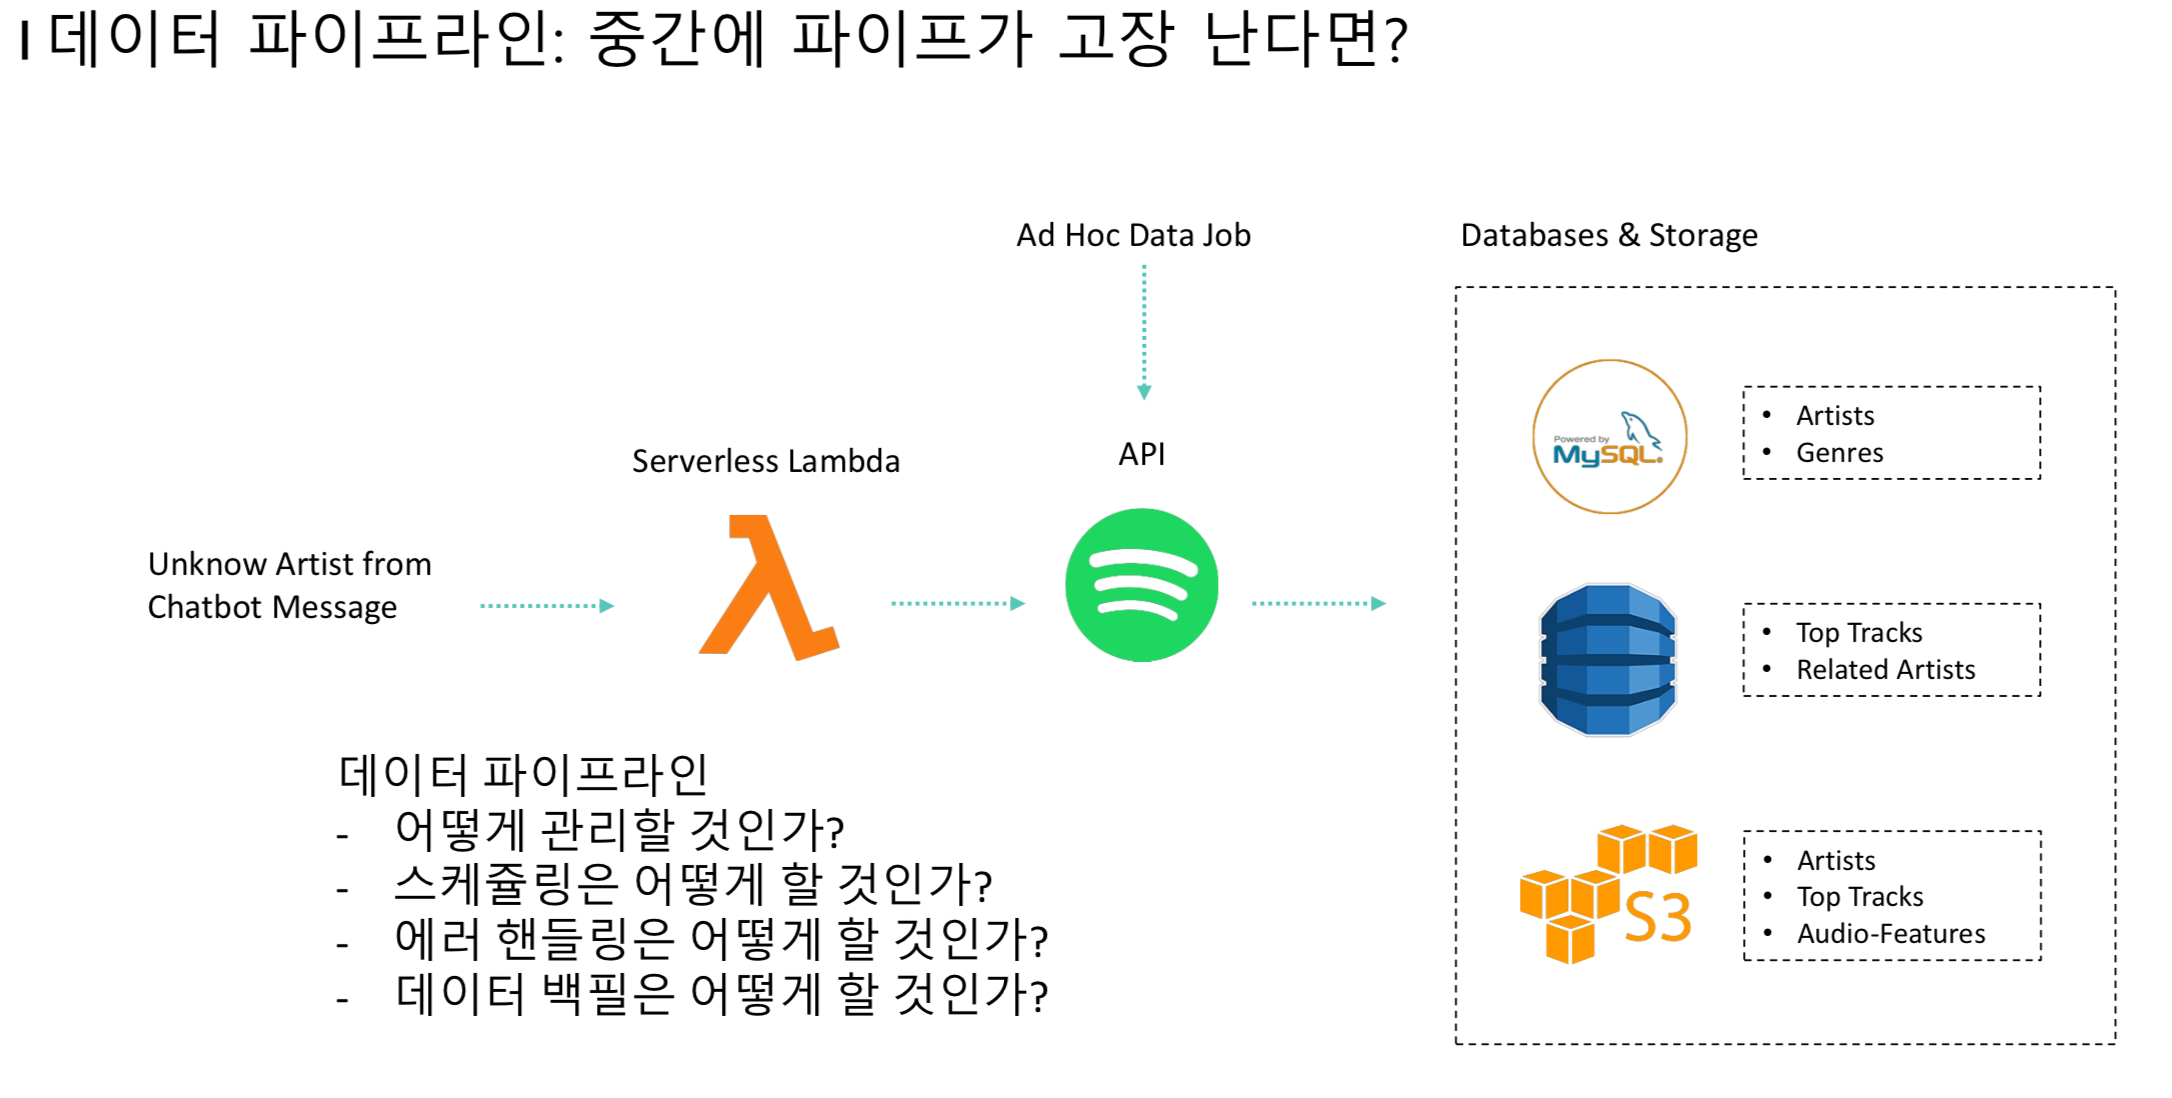 I 데이터 파이프라인: 중간에 파이프가 고장 난다면?
Ad Hoc Data Job
Databases & Storage
Powered by
MySQL.
• Artists
• Genres
API
Serverless Lambda
Unknow Artist from
Chatbot Message
• Top Tracks
• Related Artists
데이터 파이프라인
- 어떻게 관리할 것인가?
- 스케쥴링은 어떻게 할 것인가?
- 에러 핸들링은 어떻게 할 것인가?
- 데이터 백필은 어떻게 할 것인가?
S3
• Artists
• Top Tracks
• Audio-Features